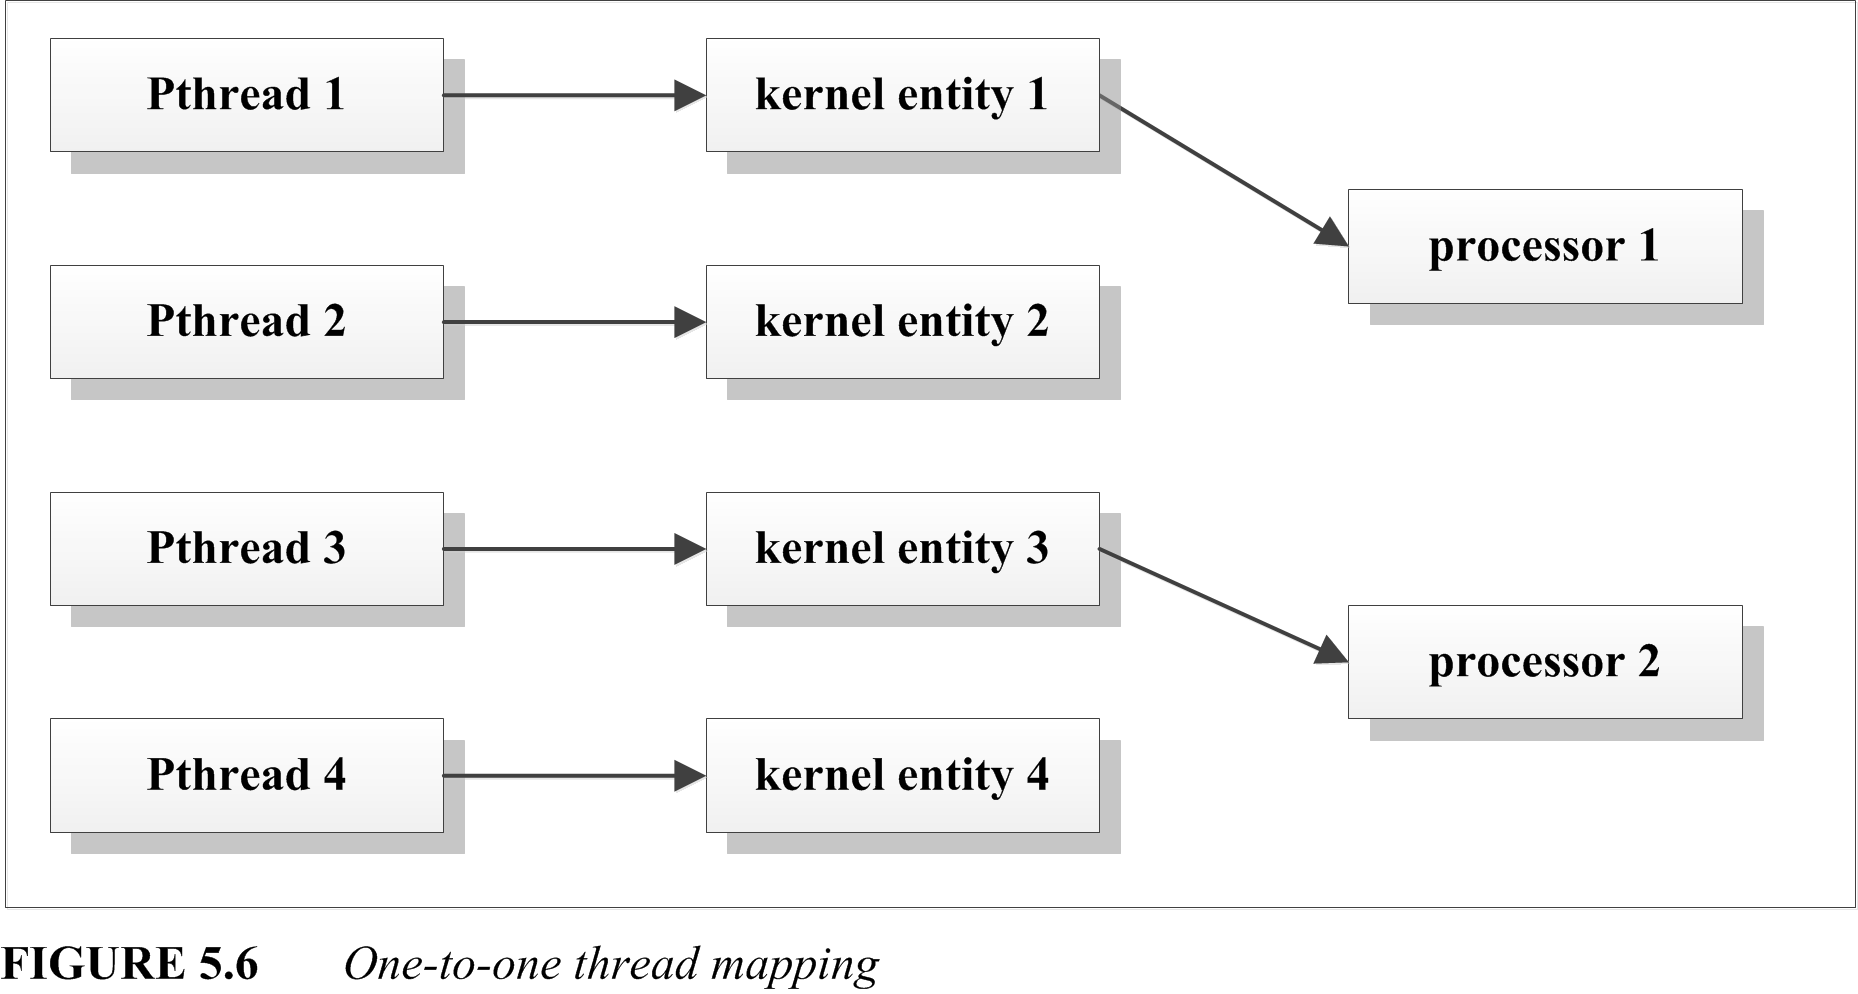 Pthread 1
kernel entity 1
processor 1
Pthread 2
kernel entity 2
Pthread 3
kernel entity 3
processor 2
Pthread 4
kernel entity 4
FIGURE 5.6 One-to-one thread mapping